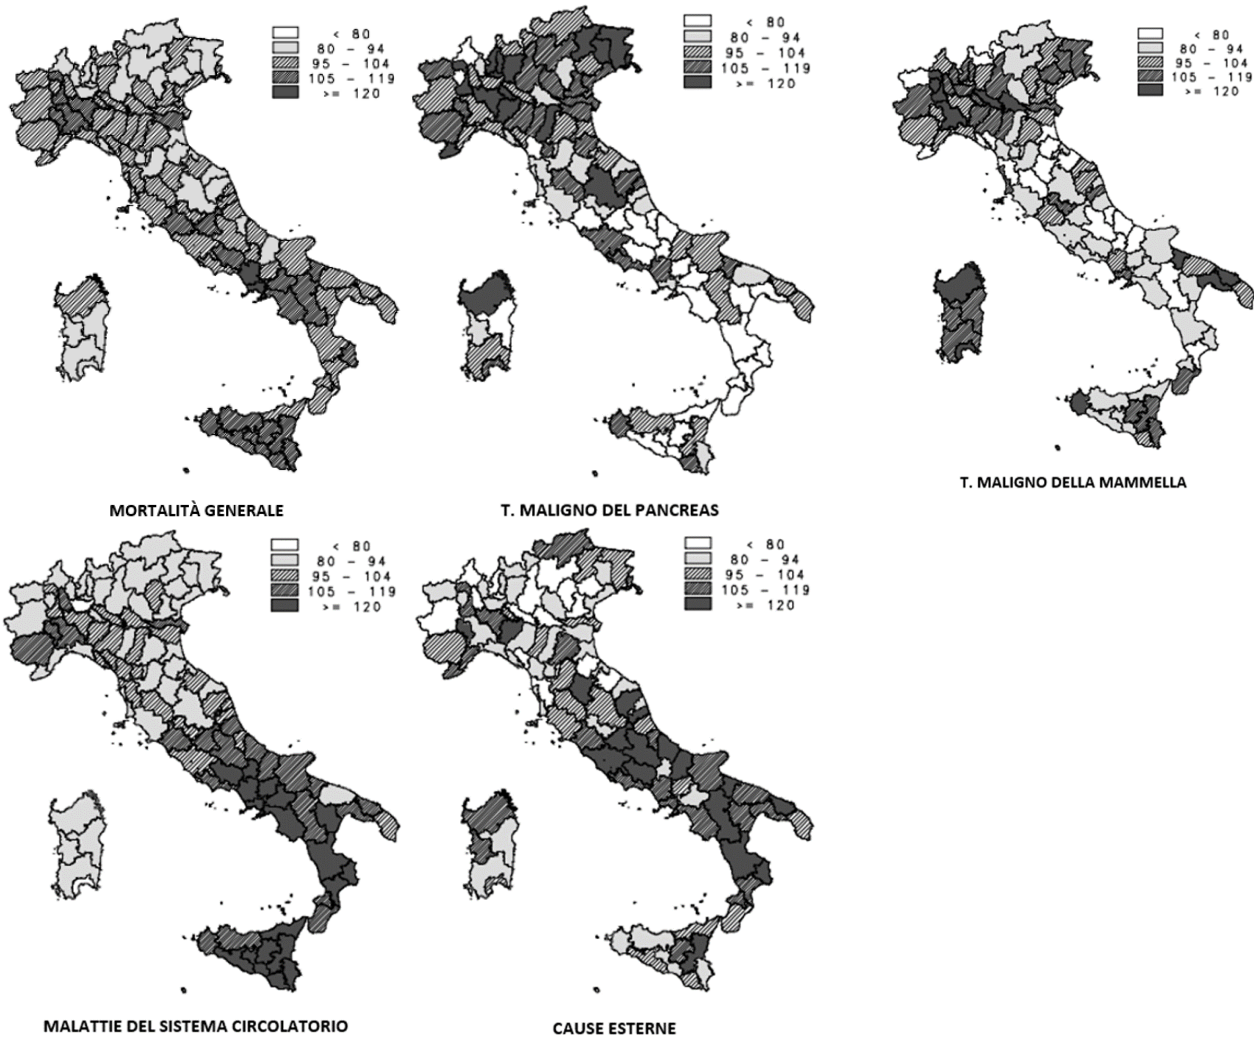 < 80
80 - 94
95 - 104
105 - 119
>= 120
MORTALITÀ GENERALE
< 80
80 - 94
95 - 104
105 - 119
>= 120
T. MALIGNO DEL PANCREAS
< 80
80 - 94
95 - 104
105 - 119
>= 120
T. MALIGNO DELLA MAMMELLA
< 80
80 - 94
95 - 104
105 - 119
>= 120
MALATTIE DEL SISTEMA CIRCOLATORIO
< 80
80 - 94
95 - 104
105 - 119
>= 120
CAUSE ESTERNE